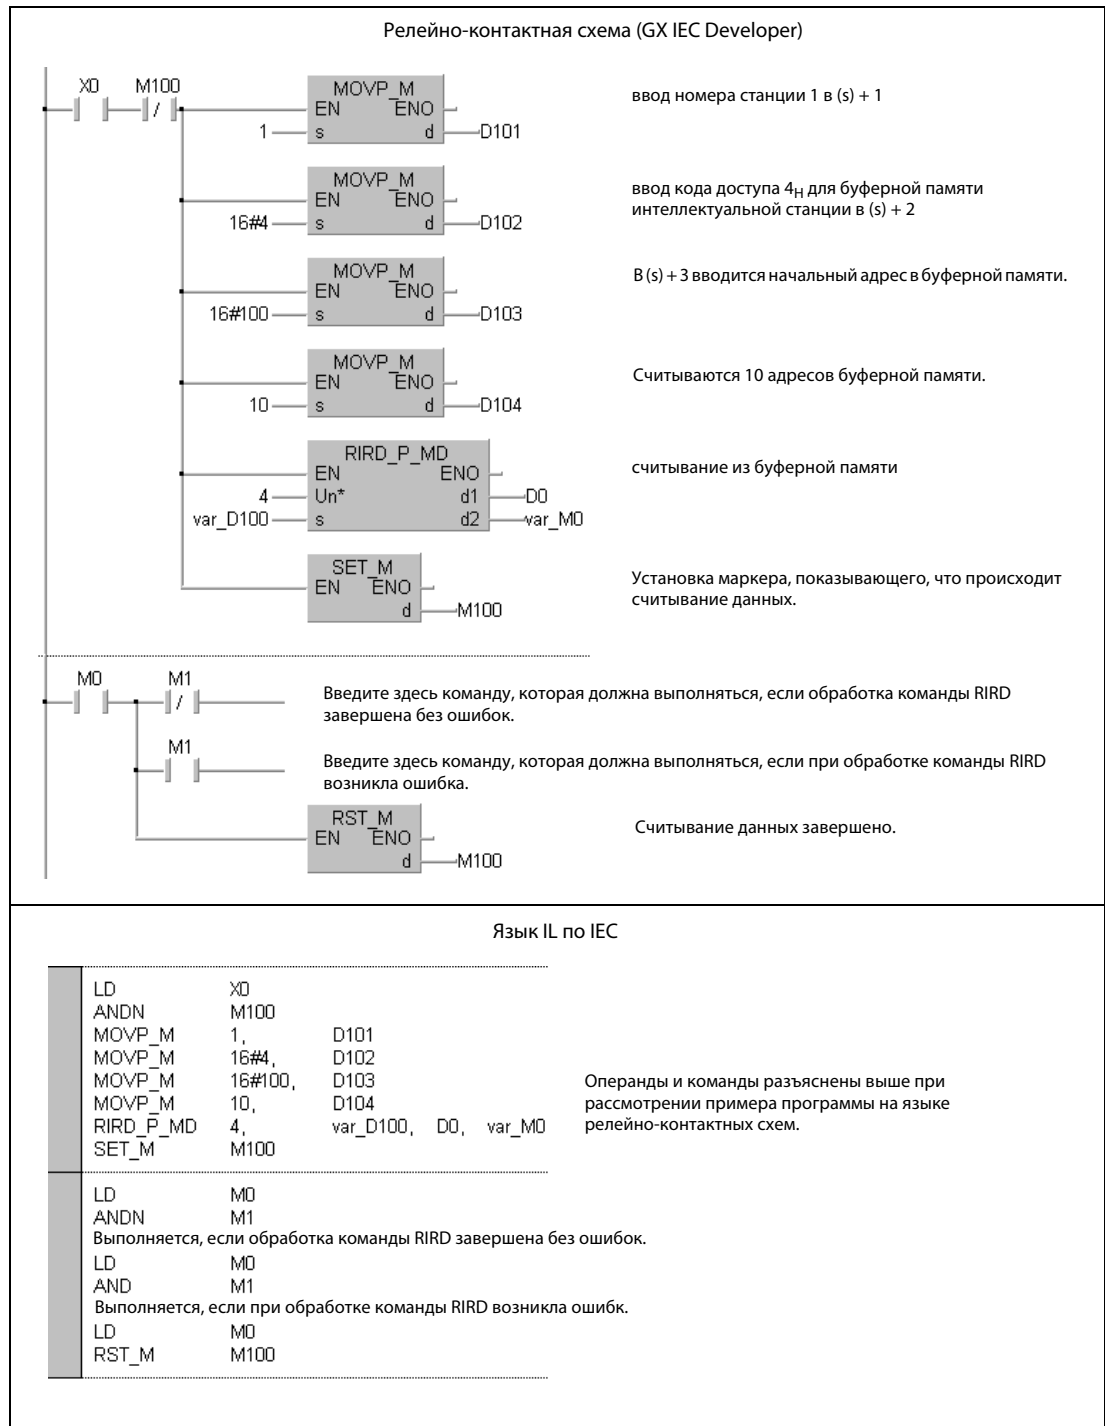 Релейно-контактная схема (GX IEC Developer)
X0 M100
MOVP_M
EN ENO
1 s d D101
ввод номера станции 1 в (s) + 1
MOVP_M
EN ENO
16#4 s d D102
ввод кода доступа 4H для буферной памяти
интеллектуальной станции в (s) + 2
MOVP_M
EN ENO
16#100 s d D103
В (s) + 3 вводится начальный адрес в буферной памяти.
MOVP_M
EN ENO
10 s d D104
Считываются 10 адресов буферной памяти.
RIRD_P_MD
EN ENO
4 Un* d1 D0
var_D100 s d2 var_M0
считывание из буферной памяти
SET_M
EN ENO
d M100
Установка маркера, показывающего, что происходит
считывание данных.
M0 M1
Введите здесь команду, которая должна выполняться, если обработка команды RIRD
завершена без ошибок.
M1
Введите здесь команду, которая должна выполняться, если при обработке команды RIRD
возникла ошибка.
RST_M
EN ENO
d M100
Считывание данных завершено.
Язык IL по IEC
LD X0
ANDN M100
MOVP_M 1, D101
MOVP_M 16#4, D102
MOVP_M 16#100, D103
MOVP_M 10, D104
RIRD_P_MD 4, var_D100, D0, var_M0
SET_M M100
Операнды и команды разъяснены выше при
рассмотрении примера программы на языке
релейно-контактных схем.
LD M0
ANDN M1
Выполняется, если обработка команды RIRD завершена без ошибок.
LD M0
AND M1
Выполняется, если при обработке команды RIRD возникла ошибк.
LD M0
RST_M M100